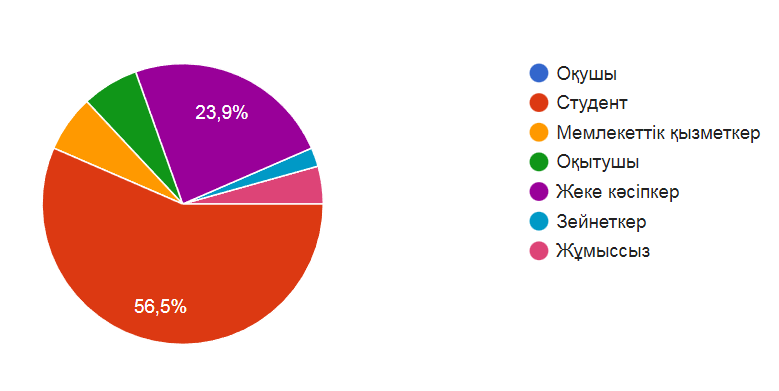 23,9%
56,5%
Оқушы
Студент
Мемлекеттік қызметкер
Оқытушы
Жеке кәсіпкер
Зейнеткер
Жұмыссыз